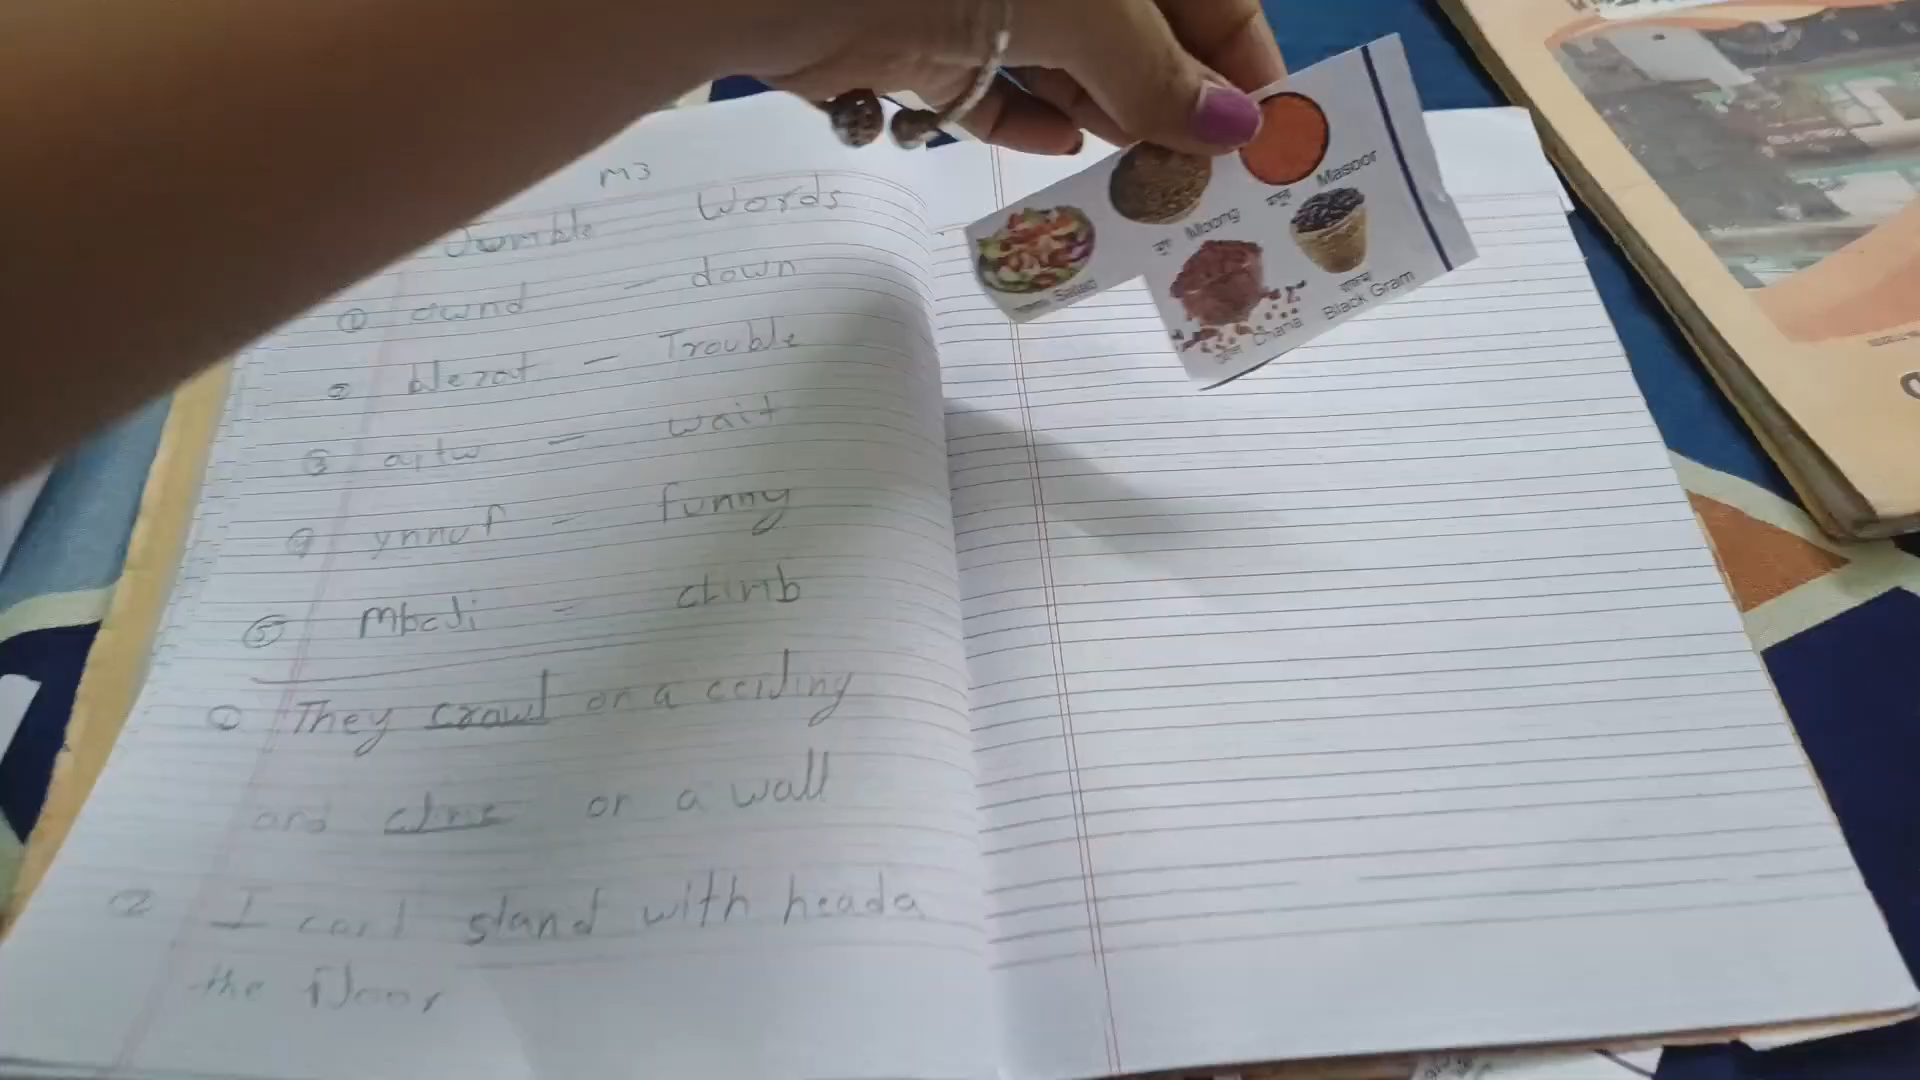 M3
Jumble Words
① ownd - down
② blerout - Trouble
③ aitw - wait
④ ynnuf - funny
⑤ Mbcli - climb
① They crawl on a ceiling
and on a wall
② I can't stand with head
the floor
मूंग Moong
मसूर Masoor
Salad
Chana
Black Gram